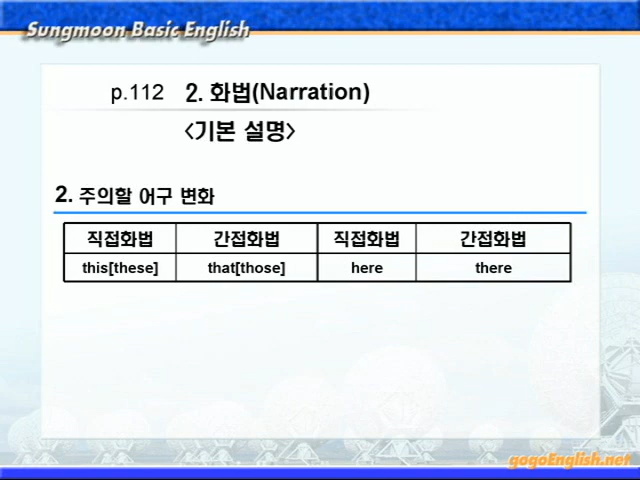 Sungmoon Basic English
p.112 2. 화법(Narration)
<기본 설명>
2. 주의할 어구 변화
직접화법 간접화법 직접화법 간접화법
this[these] that[those] here there
gogoEnglish.net